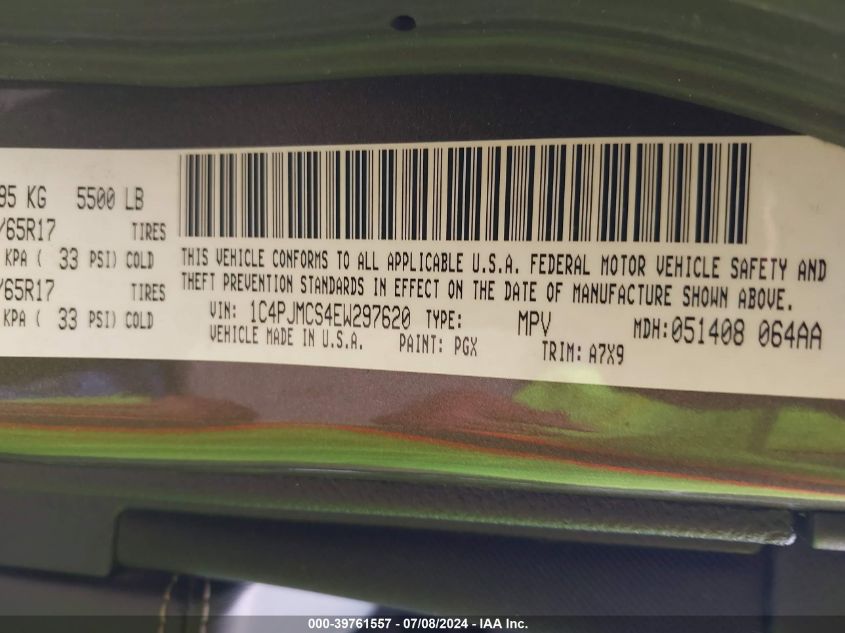 95 KG 5500 LB
/65R17 TIRES
KPA ( 33 PSI) COLD
/65R17 TIRES
KPA ( 33 PSI) COLD
THIS VEHICLE CONFORMS TO ALL APPLICABLE U.S.A. FEDERAL MOTOR VEHICLE SAFETY AND
THEFT PREVENTION STANDARDS IN EFFECT ON THE DATE OF MANUFACTURE SHOWN ABOVE.
VIN: 1C4PJMCS4EW297620 TYPE: MPV MDH:051408 064AA
VEHICLE MADE IN U.S.A. PAINT: PGX TRIM: A7X9
000-39761557 - 07/08/2024 - IAA Inc.